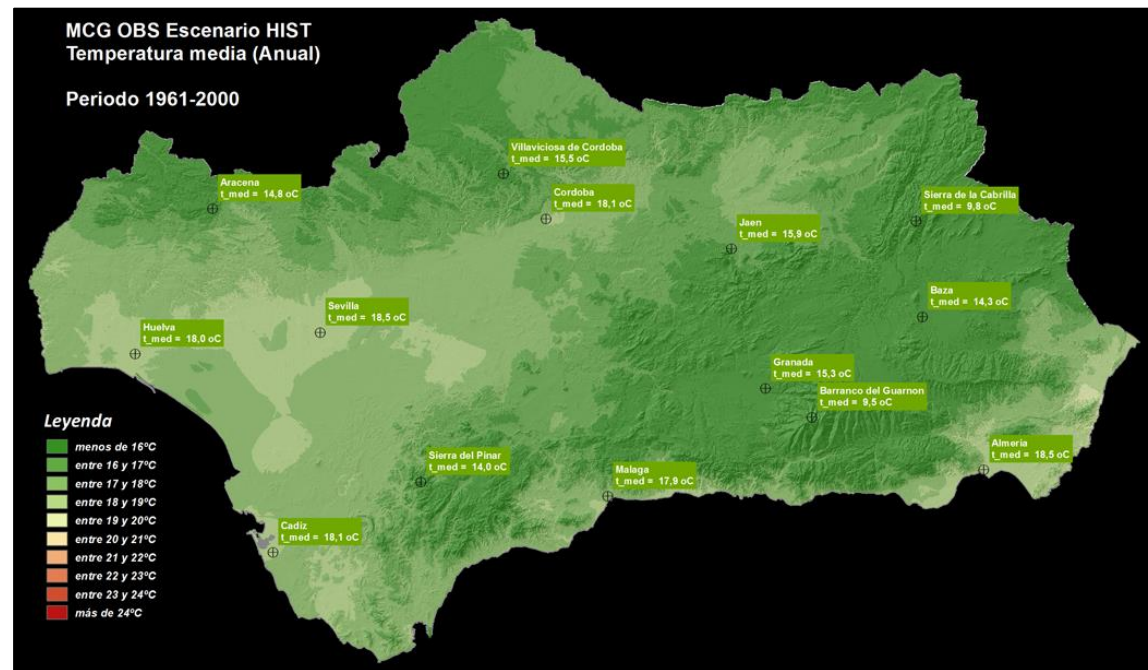 MCG OBS Escenario HIST
Temperatura media (Anual)
Periodo 1961-2000
Villaviciosa de Cordoba
t_med = 15,5 oC
Aracena
t_med = 14,8 oC
Cordoba
t_med = 18,1 oC
Sierra de la Cabrilla
t_med = 9,8 oC
Jaen
t_med = 15,9 oC
Baza
t_med = 14,3 oC
Sevilla
t_med = 18,5 oC
Huelva
t_med = 18,0 oC
Granada
t_med = 15,3 oC
Barranco del Guarnon
t_med = 9,5 oC
Almeria
t_med = 18,5 oC
Sierra del Pinar
t_med = 14,0 oC
Malaga
t_med = 17,9 oC
Cadiz
t_med = 18,1 oC
Leyenda
menos de 16ºC
entre 16 y 17ºC
entre 17 y 18ºC
entre 18 y 19ºC
entre 19 y 20ºC
entre 20 y 21ºC
entre 21 y 22ºC
entre 22 y 23ºC
entre 23 y 24ºC
más de 24ºC